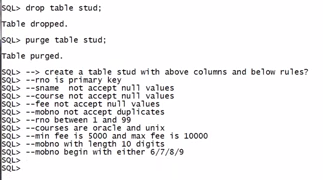 SQL> drop table stud;
Table dropped.
SQL> purge table stud;
Table purged.
SQL> --> create a table stud with above columns and below rules?
SQL> --rno is primary key
SQL> --sname  not accept null values
SQL> --course not accept null values
SQL> --fee not accept null values
SQL> --mobno not accept duplicates
SQL> --rno between 1 and 99
SQL> --courses are oracle and unix
SQL> --min fee is 5000 and max fee is 10000
SQL> --mobno with length 10 digits
SQL> --mobno begin with either 6/7/8/9
SQL>
SQL>